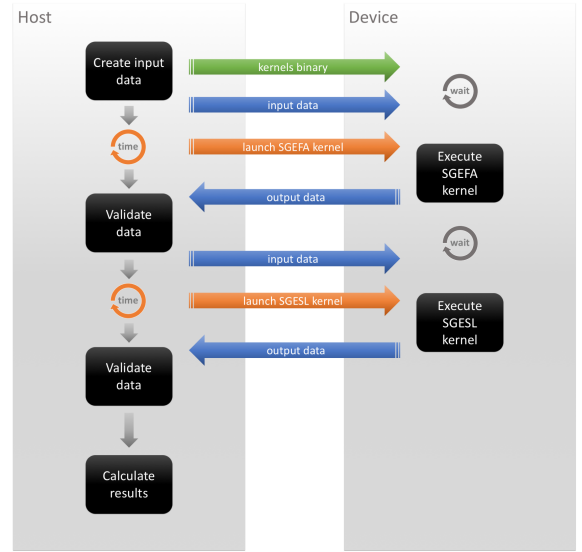 Host
Device
Create input
data
kernels binary
wait
input data
time
launch SGEFA kernel
Execute
SGEFA
kernel
output data
Validate
data
wait
input data
time
launch SGESL kernel
Execute
SGESL
kernel
output data
Validate
data
Calculate
results